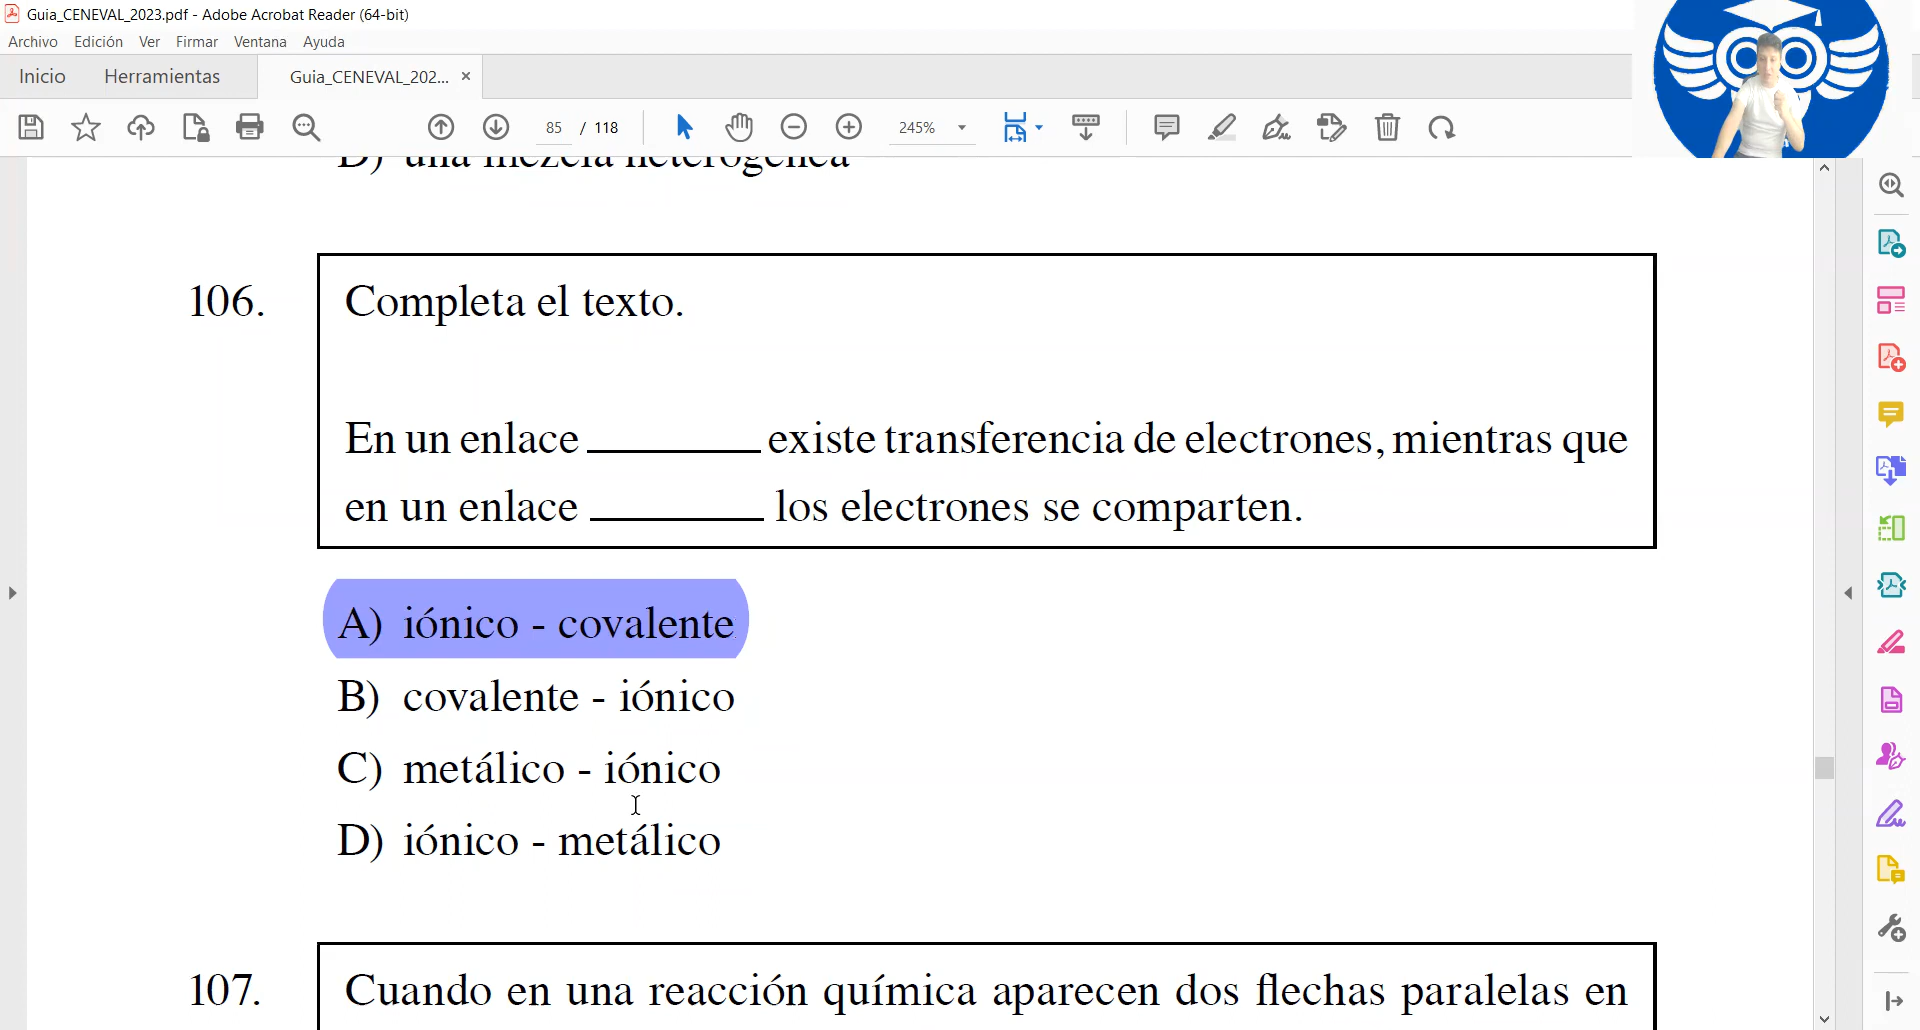 Guia_CENEVAL_2023.pdf - Adobe Acrobat Reader (64-bit)
Archivo Edición Ver Firmar Ventana Ayuda
Inicio Herramientas Guia_CENEVAL_202... ×
85 / 118 245%
D) una mezcla heterogénea
106. Completa el texto.
En un enlace ________ existe transferencia de electrones, mientras que
en un enlace ________ los electrones se comparten.
A) iónico - covalente
B) covalente - iónico
C) metálico - iónico
D) iónico - metálico
107. Cuando en una reacción química aparecen dos flechas paralelas en